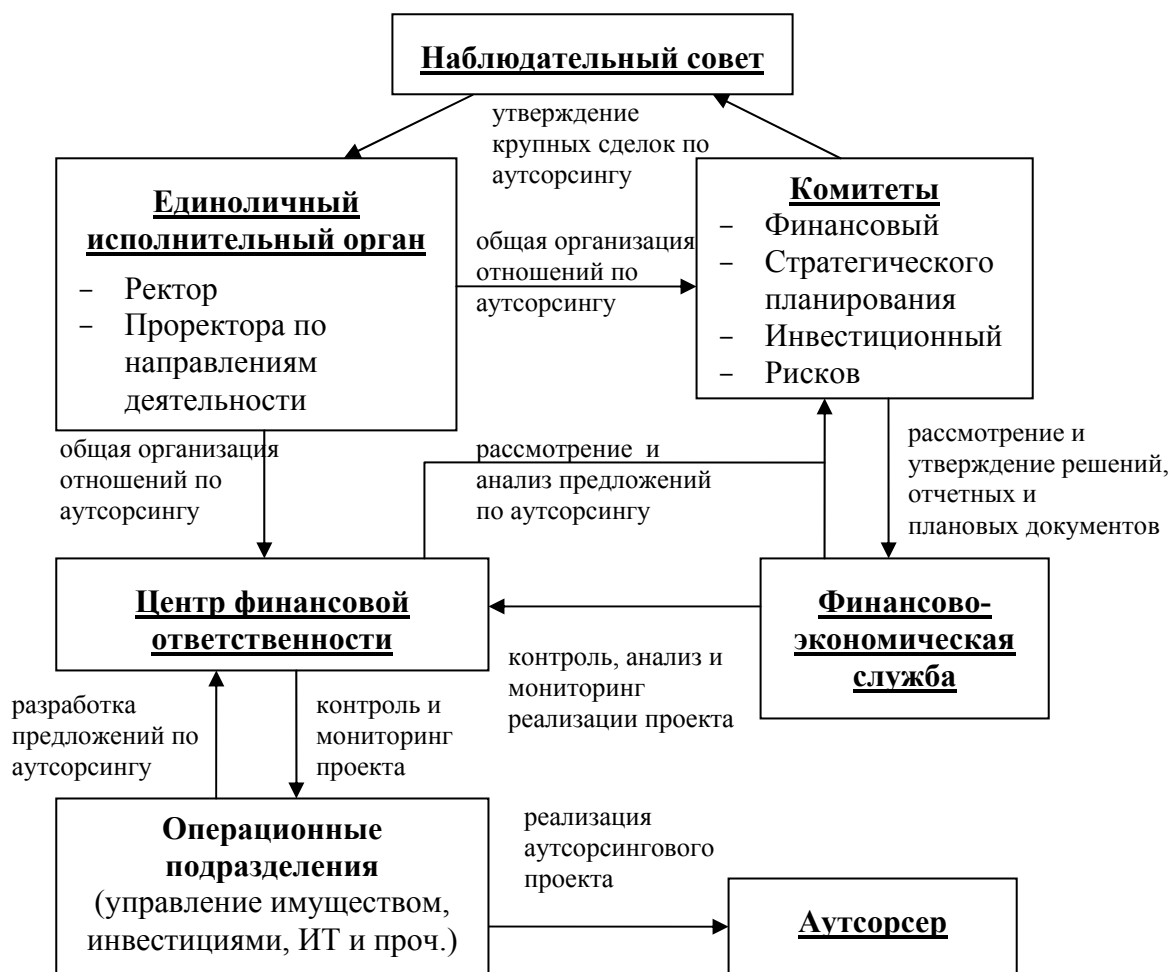 Наблюдательный совет
утверждение
крупных сделок по
аутсорсингу
Единоличный
исполнительный орган
- Ректор
- Проректора по
направлениям
деятельности
общая организация
отношений по
аутсорсингу
Комитеты
- Финансовый
- Стратегического
планирования
- Инвестиционный
- Рисков
общая организация
отношений по
аутсорсингу
рассмотрение и
анализ предложений
по аутсорсингу
рассмотрение и
утверждение решений,
отчетных и
плановых документов
Центр финансовой
ответственности
контроль, анализ и
мониторинг
реализации проекта
Финансово-
экономическая
служба
разработка
предложений по
аутсорсингу
контроль и
мониторинг
проекта
Операционные
подразделения
(управление имуществом,
инвестициями, ИТ и проч.)
реализация
аутсорсингового
проекта
Аутсорсер